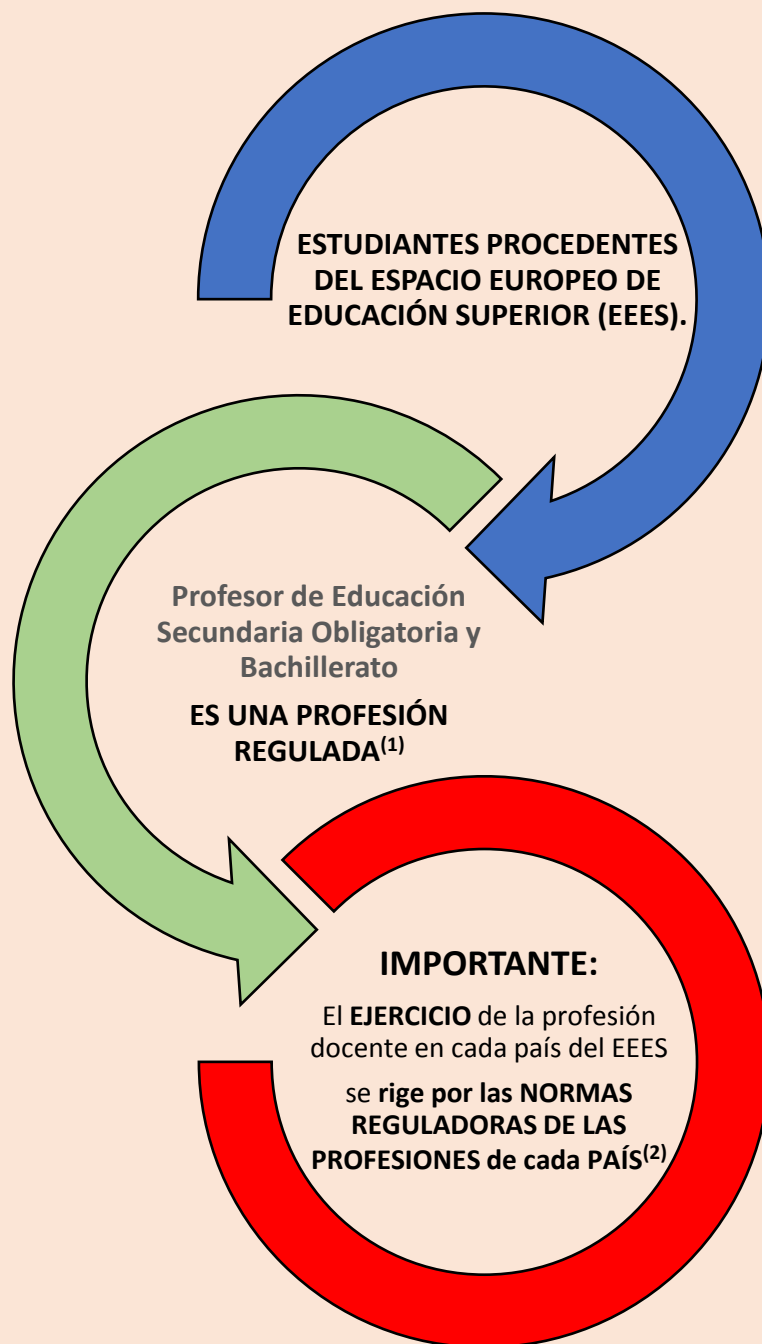 ESTUDIANTES PROCEDENTES
DEL ESPACIO EUROPEO DE
EDUCACIÓN SUPERIOR (EEES).
Profesor de Educación
Secundaria Obligatoria y
Bachillerato
ES UNA PROFESIÓN
REGULADA(1)
IMPORTANTE:
El EJERCICIO de la profesión
docente en cada país del EEES
se rige por las NORMAS
REGULADORAS DE LAS
PROFESIONES de cada PAÍS(2)